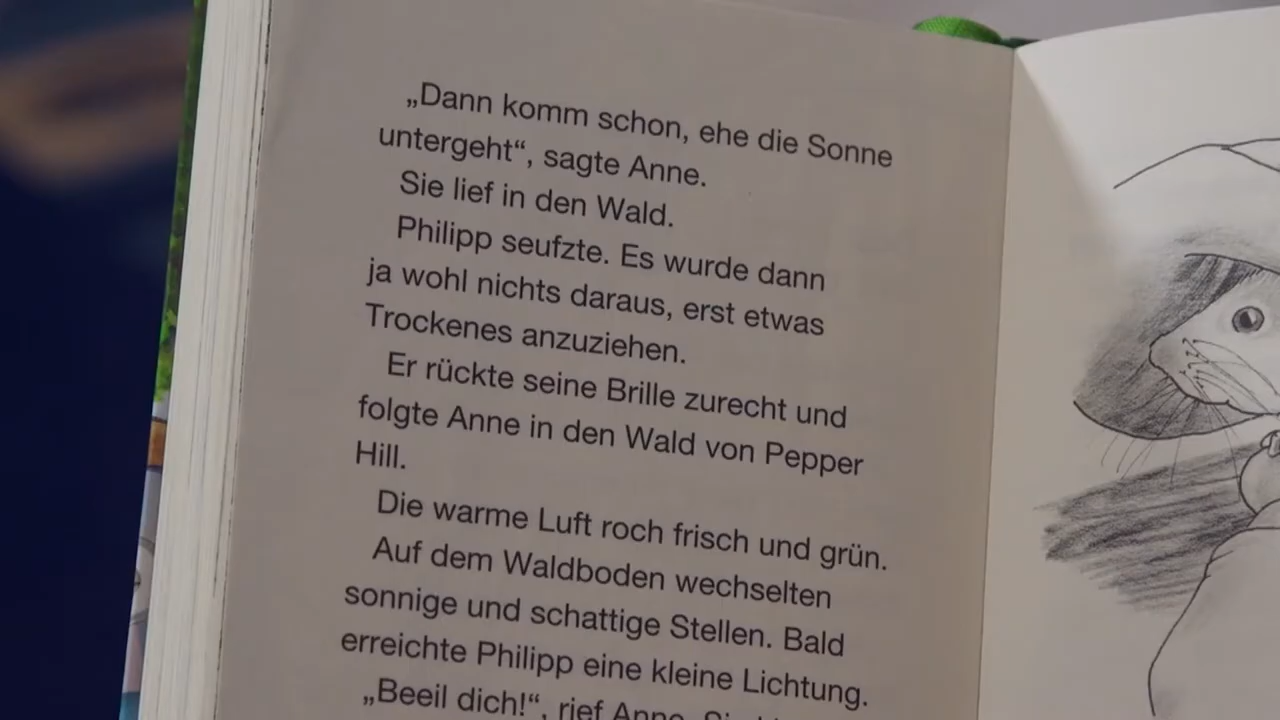 „Dann komm schon, ehe die Sonne
untergeht“, sagte Anne.
Sie lief in den Wald.
Philipp seufzte. Es wurde dann
ja wohl nichts daraus, erst etwas
Trockenes anzuziehen.
Er rückte seine Brille zurecht und
folgte Anne in den Wald von Pepper
Hill.
Die warme Luft roch frisch und grün.
Auf dem Waldboden wechselten
sonnige und schattige Stellen. Bald
erreichte Philipp eine kleine Lichtung.
„Beeil dich!“, rief Anne.